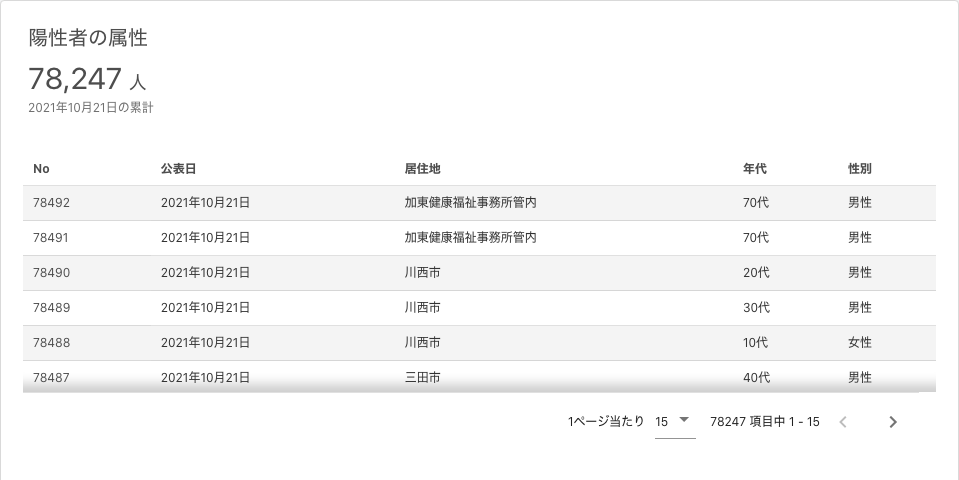 陽性者の属性
78,247 人
2021年10月21日の累計
No 公表日 居住地 年代 性別
78492 2021年10月21日 加東健康福祉事務所管内 70代 男性
78491 2021年10月21日 加東健康福祉事務所管内 70代 男性
78490 2021年10月21日 川西市 20代 男性
78489 2021年10月21日 川西市 30代 男性
78488 2021年10月21日 川西市 10代 女性
78487 2021年10月21日 三田市 40代 男性
1ページ当たり 15 78247 項目中 1 - 15